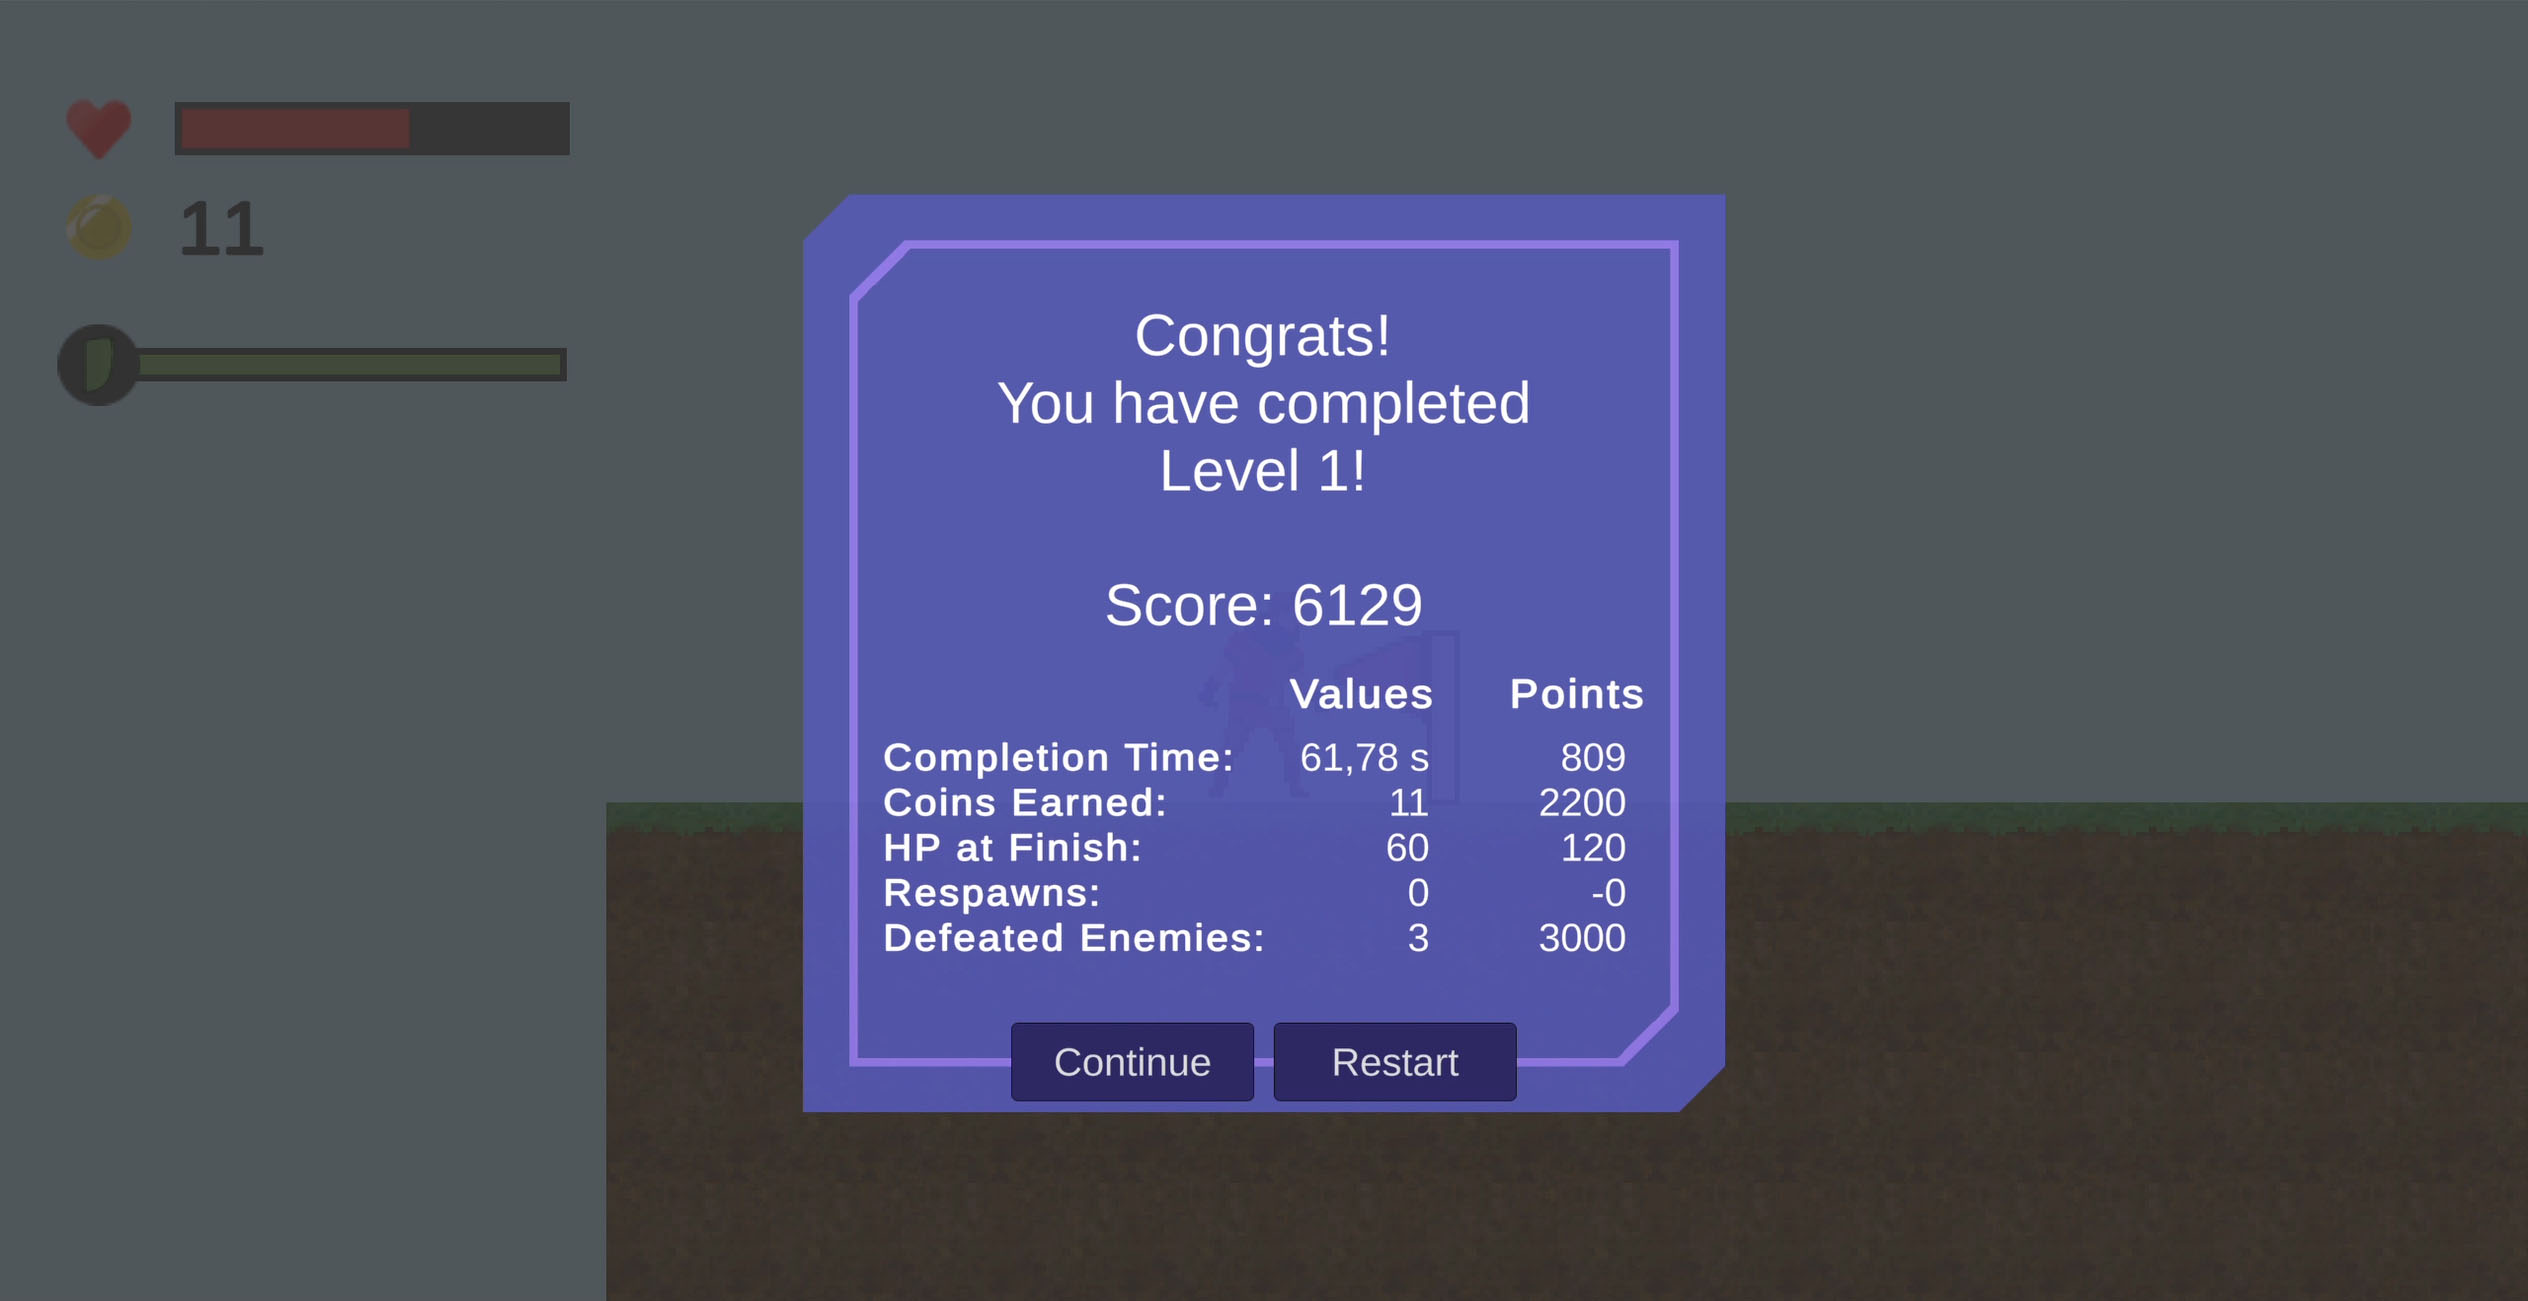 11
Congrats!
You have completed
Level 1!
Score: 6129
Values Points
Completion Time: 61,78 s 809
Coins Earned: 11 2200
HP at Finish: 60 120
Respawns: 0 -0
Defeated Enemies: 3 3000
Continue Restart